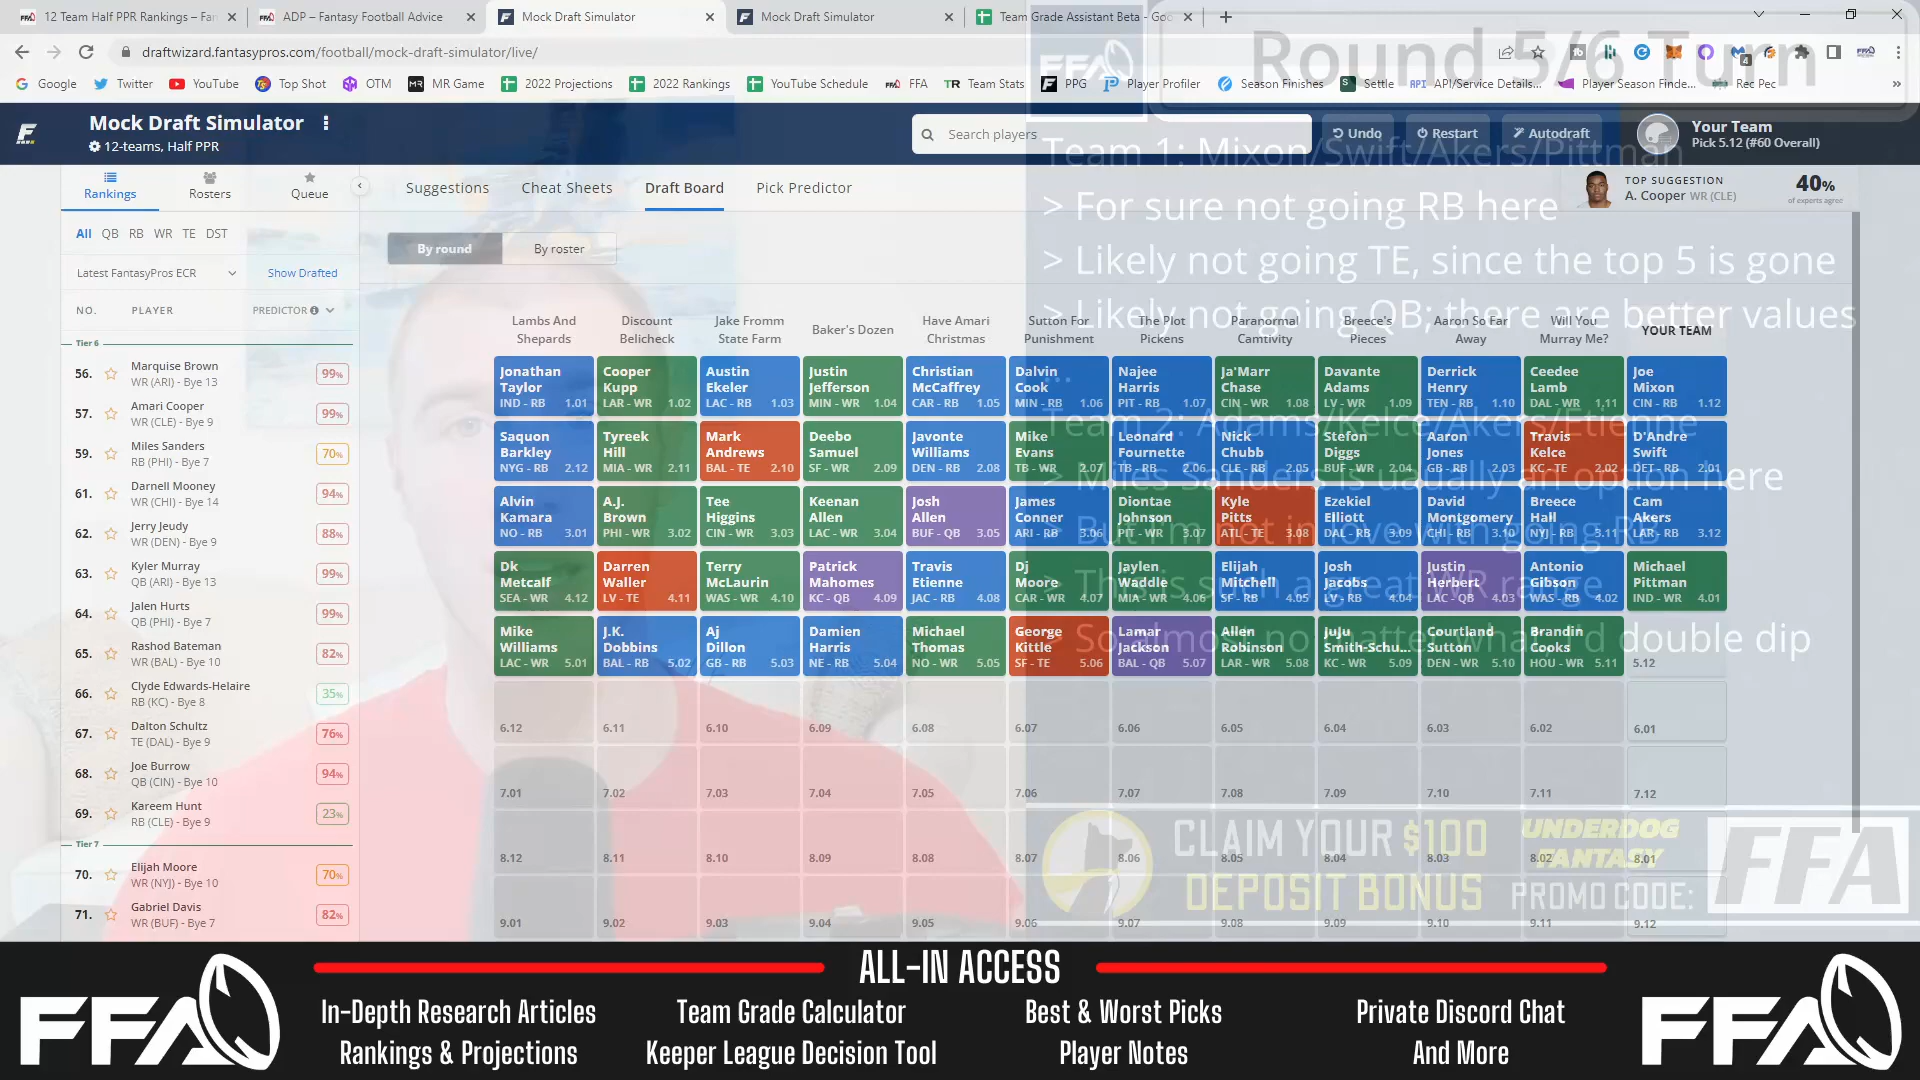 12 Team Half PPR Rankings – Fan
ADP – Fantasy Football Advice
Mock Draft Simulator
Mock Draft Simulator
Team Grade Assistant Beta - Goo
draftwizard.fantasypros.com/football/mock-draft-simulator/live/
Google Twitter YouTube Top Shot OTM MR Game 2022 Projections 2022 Rankings YouTube Schedule FFA Team Stats PPG Player Profiler Season Finishes Settle API/Service Details... Player Season Finde... Rec Pec
Round 5/6 Turn
Mock Draft Simulator
12-teams, Half PPR
Search players
Undo Restart Autodraft
Your Team
Pick 5.12 (#60 Overall)
Rankings Rosters Queue
Suggestions Cheat Sheets Draft Board Pick Predictor
TOP SUGGESTION
A. Cooper WR (CLE)
40%
of experts agree
All QB RB WR TE DST
By round By roster
Latest FantasyPros ECR Show Drafted
NO. PLAYER PREDICTOR
Tier 6
56. Marquise Brown 99%
WR (ARI) - Bye 13
57. Amari Cooper 99%
WR (CLE) - Bye 9
59. Miles Sanders 70%
RB (PHI) - Bye 7
61. Darnell Mooney 94%
WR (CHI) - Bye 14
62. Jerry Jeudy 88%
WR (DEN) - Bye 9
63. Kyler Murray 99%
QB (ARI) - Bye 13
64. Jalen Hurts 99%
QB (PHI) - Bye 7
65. Rashod Bateman 82%
WR (BAL) - Bye 10
66. Clyde Edwards-Helaire 35%
RB (KC) - Bye 8
67. Dalton Schultz 76%
TE (DAL) - Bye 9
68. Joe Burrow 94%
QB (CIN) - Bye 10
69. Kareem Hunt 23%
RB (CLE) - Bye 9
Tier 7
70. Elijah Moore 70%
WR (NYJ) - Bye 10
71. Gabriel Davis 82%
WR (BUF) - Bye 7
Team 1: Mixon/Swift/Akers/Pittman
> For sure not going RB here
> Likely not going TE, since the top 5 is gone
> Likely not going QB; there are better values
...
Team 2: Adams/Kelce/Akers/Etienne
> Miles Sanders is usually an option here
> But I'm not in love with going RB
> This is such a great WR range
So almost no matter what I'd double dip
Lambs And Shepards
Discount Belicheck
Jake Fromm State Farm
Baker's Dozen
Have Amari Christmas
Sutton For Punishment
The Plot Pickens
Paranormal Camtivity
Breece's Pieces
Aaron So Far Away
Will You Murray Me?
YOUR TEAM
Jonathan Taylor IND - RB 1.01
Cooper Kupp LAR - WR 1.02
Austin Ekeler LAC - RB 1.03
Justin Jefferson MIN - WR 1.04
Christian McCaffrey CAR - RB 1.05
Dalvin Cook MIN - RB 1.06
Najee Harris PIT - RB 1.07
Ja'Marr Chase CIN - WR 1.08
Davante Adams LV - WR 1.09
Derrick Henry TEN - RB 1.10
Ceedee Lamb DAL - WR 1.11
Joe Mixon CIN - RB 1.12
Saquon Barkley NYG - RB 2.12
Tyreek Hill MIA - WR 2.11
Mark Andrews BAL - TE 2.10
Deebo Samuel SF - WR 2.09
Javonte Williams DEN - RB 2.08
Mike Evans TB - WR 2.07
Leonard Fournette TB - RB 2.06
Nick Chubb CLE - RB 2.05
Stefon Diggs BUF - WR 2.04
Aaron Jones GB - RB 2.03
Travis Kelce KC - TE 2.02
D'Andre Swift DET - RB 2.01
Alvin Kamara NO - RB 3.01
A.J. Brown PHI - WR 3.02
Tee Higgins CIN - WR 3.03
Keenan Allen LAC - WR 3.04
Josh Allen BUF - QB 3.05
James Conner ARI - RB 3.06
Diontae Johnson PIT - WR 3.07
Kyle Pitts ATL - TE 3.08
Ezekiel Elliott DAL - RB 3.09
David Montgomery CHI - RB 3.10
Breece Hall NYJ - RB 3.11
Cam Akers LAR - RB 3.12
Dk Metcalf SEA - WR 4.12
Darren Waller LV - TE 4.11
Terry McLaurin WAS - WR 4.10
Patrick Mahomes KC - QB 4.09
Travis Etienne JAC - RB 4.08
Dj Moore CAR - WR 4.07
Jaylen Waddle MIA - WR 4.06
Elijah Mitchell SF - RB 4.05
Josh Jacobs LV - RB 4.04
Justin Herbert LAC - QB 4.03
Antonio Gibson WAS - RB 4.02
Michael Pittman IND - WR 4.01
Mike Williams LAC - WR 5.01
J.K. Dobbins BAL - RB 5.02
Aj Dillon GB - RB 5.03
Damien Harris NE - RB 5.04
Michael Thomas NO - WR 5.05
George Kittle SF - TE 5.06
Lamar Jackson BAL - QB 5.07
Allen Robinson LAR - WR 5.08
JuJu Smith-Schu... KC - WR 5.09
Courtland Sutton DEN - WR 5.10
Brandin Cooks HOU - WR 5.11
5.12
6.12 6.11 6.10 6.09 6.08 6.07 6.06 6.05 6.04 6.03 6.02 6.01
7.01 7.02 7.03 7.04 7.05 7.06 7.07 7.08 7.09 7.10 7.11 7.12
8.12 8.11 8.10 8.09 8.08 8.07 8.06 8.05 8.04 8.03 8.02 8.01
9.01 9.02 9.03 9.04 9.05 9.06 9.07 9.08 9.09 9.10 9.11 9.12
CLAIM YOUR $100
DEPOSIT BONUS
UNDERDOG
FANTASY
PROMO CODE:
FFA
ALL-IN ACCESS
FFA
In-Depth Research Articles Team Grade Calculator Best & Worst Picks Private Discord Chat
Rankings & Projections Keeper League Decision Tool Player Notes And More
FFA